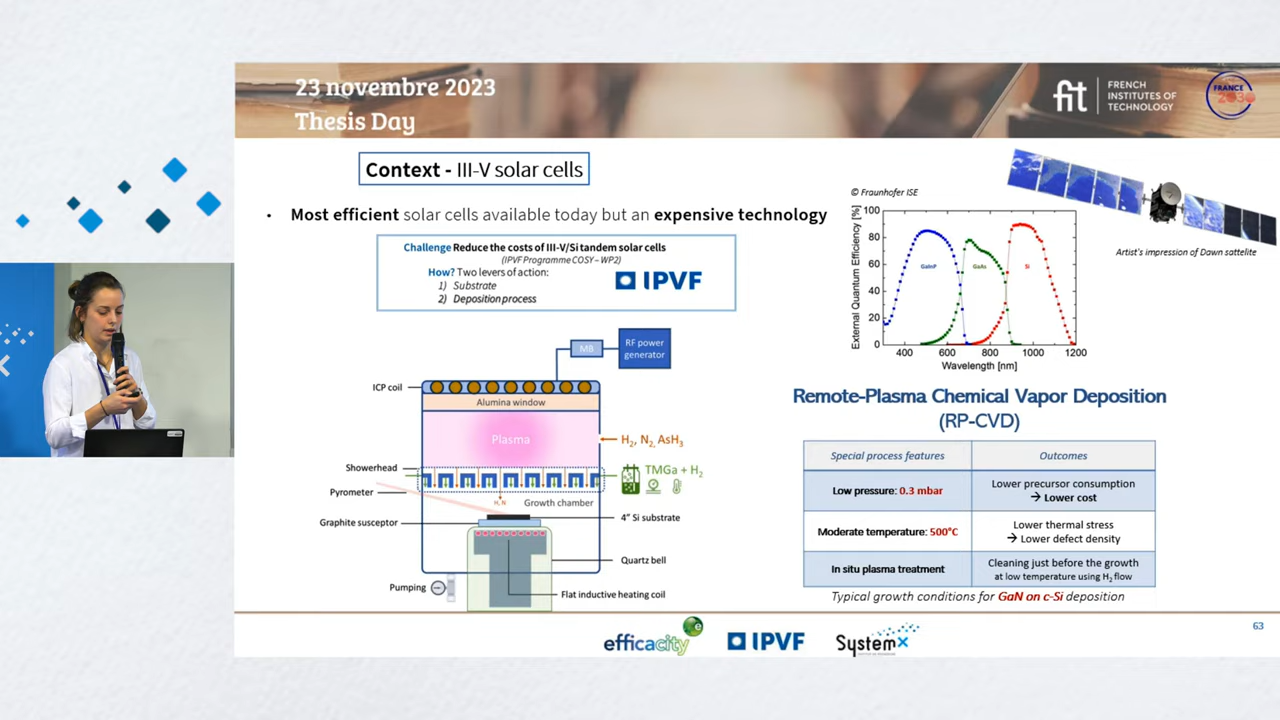 23 novembre 2023
Thesis Day
fit
FRENCH
INSTITUTES OF
TECHNOLOGY
FRANCE
2030
Context - III-V solar cells
• Most efficient solar cells available today but an expensive technology
Challenge Reduce the costs of III-V/Si tandem solar cells
(IPVF Programme COSY – WP2)
How? Two levers of action:
1) Substrate
2) Deposition process
IPVF
© Fraunhofer ISE
External Quantum Efficiency [%]
100
80
60
40
20
0
GaInP
GaAs
Si
400
600
800
1000
1200
Wavelength [nm]
Artist's impression of Dawn sattelite
MB
RF power
generator
ICP coil
Alumina window
Plasma
H2, N2, AsH3
Showerhead
TMGa + H2
Pyrometer
H, N
Growth chamber
4" Si substrate
Graphite susceptor
Quartz bell
Pumping
Flat inductive heating coil
Remote-Plasma Chemical Vapor Deposition
(RP-CVD)
Special process features
Outcomes
Low pressure: 0.3 mbar
Lower precursor consumption
→ Lower cost
Moderate temperature: 500°C
Lower thermal stress
→ Lower defect density
In situ plasma treatment
Cleaning just before the growth
at low temperature using H2 flow
Typical growth conditions for GaN on c-Si deposition
efficacity
e
IPVF
SystemX
63